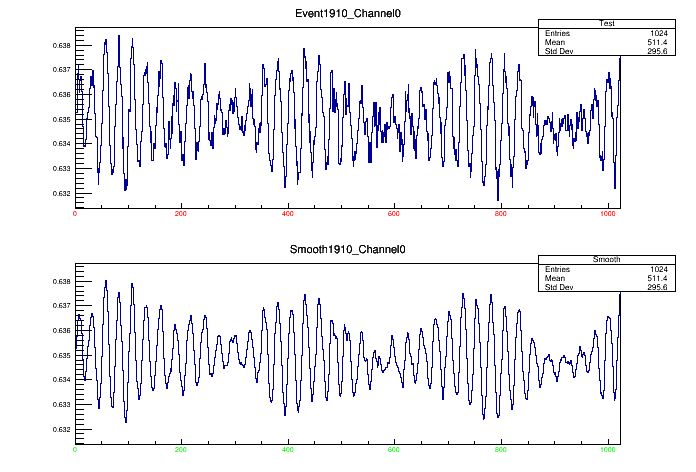 Event1910_Channel0
Test
Entries 1024
Mean 511.4
Std Dev 295.6
0.638
0.637
0.636
0.635
0.634
0.633
0.632
0 200 400 600 800 1000
Smooth1910_Channel0
Smooth
Entries 1024
Mean 511.4
Std Dev 295.6
0.638
0.637
0.636
0.635
0.634
0.633
0.632
0 200 400 600 800 1000